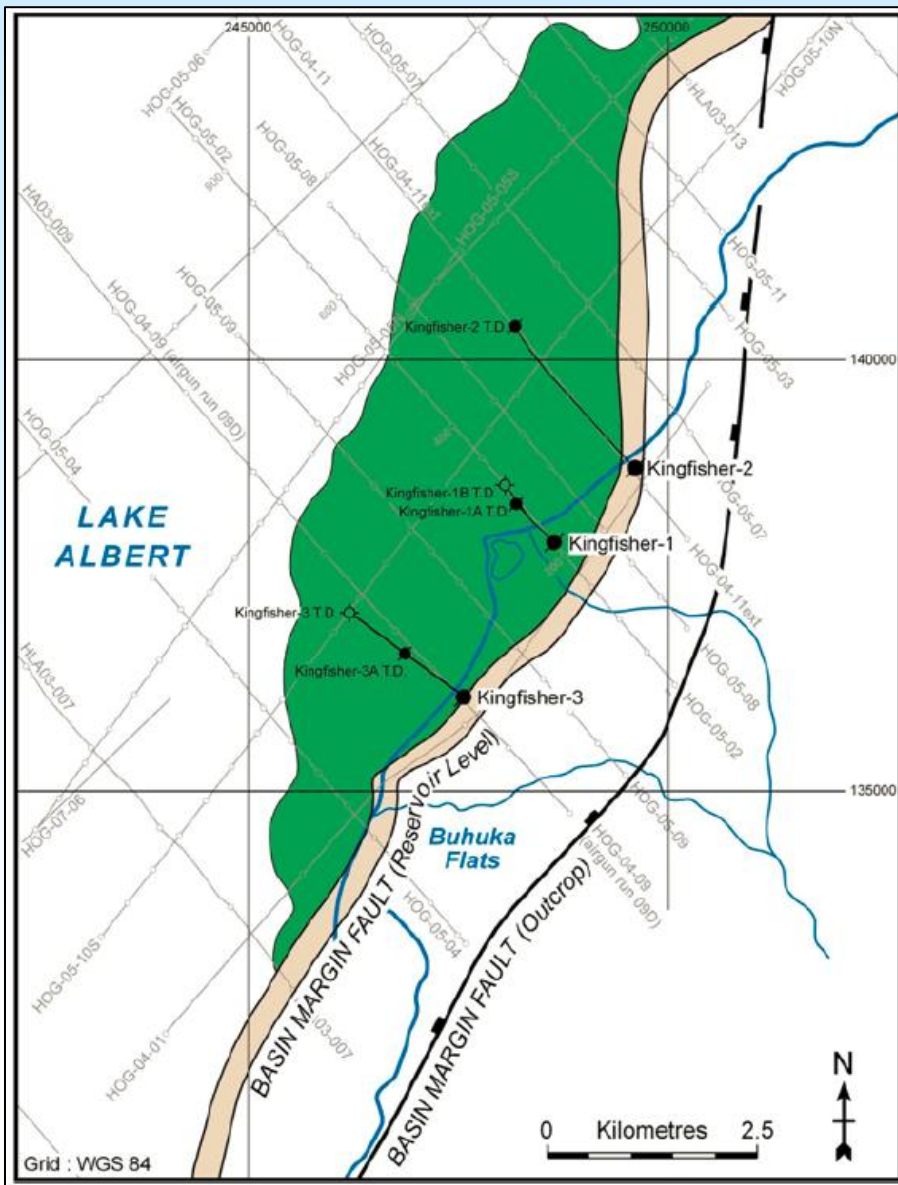 245000
250000
HOG-05-06
HOG-04-11
HOG-05-07
HOG-05-10N
HOG-05-02
HOG-05-08
HOG-04-11ext
HLA03-013
HA03-009
HOG-05-09
HOG-05-055
HOG-05-11
HOG-04-09 (airgun run 09D)
HOG-05-03
Kingfisher-2 T.D.
140000
HOG-05-04
Kingfisher-2
Kingfisher-1B T.D.
Kingfisher-1A T.D.
Kingfisher-1
HOG-05-07
LAKE
ALBERT
HOG-04-11ext
Kingfisher-3 T.D.
Kingfisher-3A T.D.
Kingfisher-3
HLA03-007
HOG-05-08
HOG-05-02
HOG-07-06
135000
HOG-05-09
Buhuka
Flats
HOG-04-09
(airgun run 09D)
HOG-05-04
HOG-05-10S
HOG-04-01
03-007
BASIN MARGIN FAULT (Reservoir Level)
BASIN MARGIN FAULT (Outcrop)
N
0 Kilometres 2.5
Grid : WGS 84